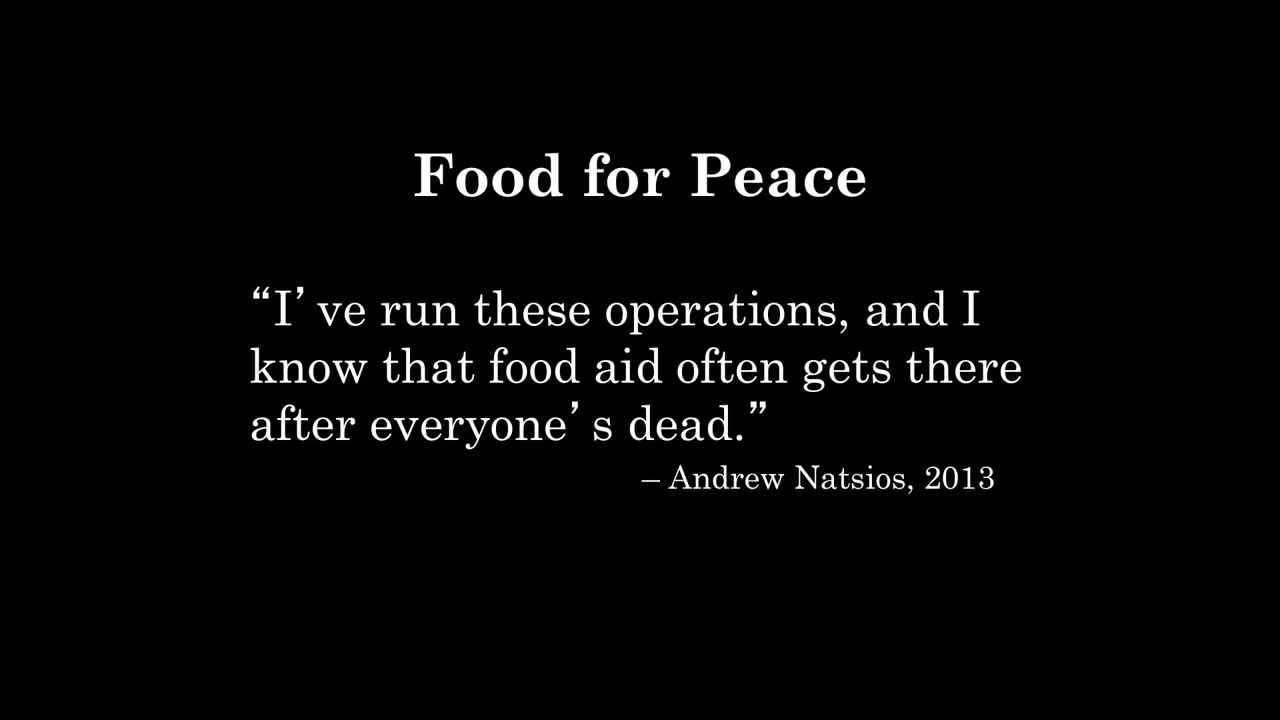 Food for Peace
“I’ve run these operations, and I
know that food aid often gets there
after everyone’s dead.”
– Andrew Natsios, 2013